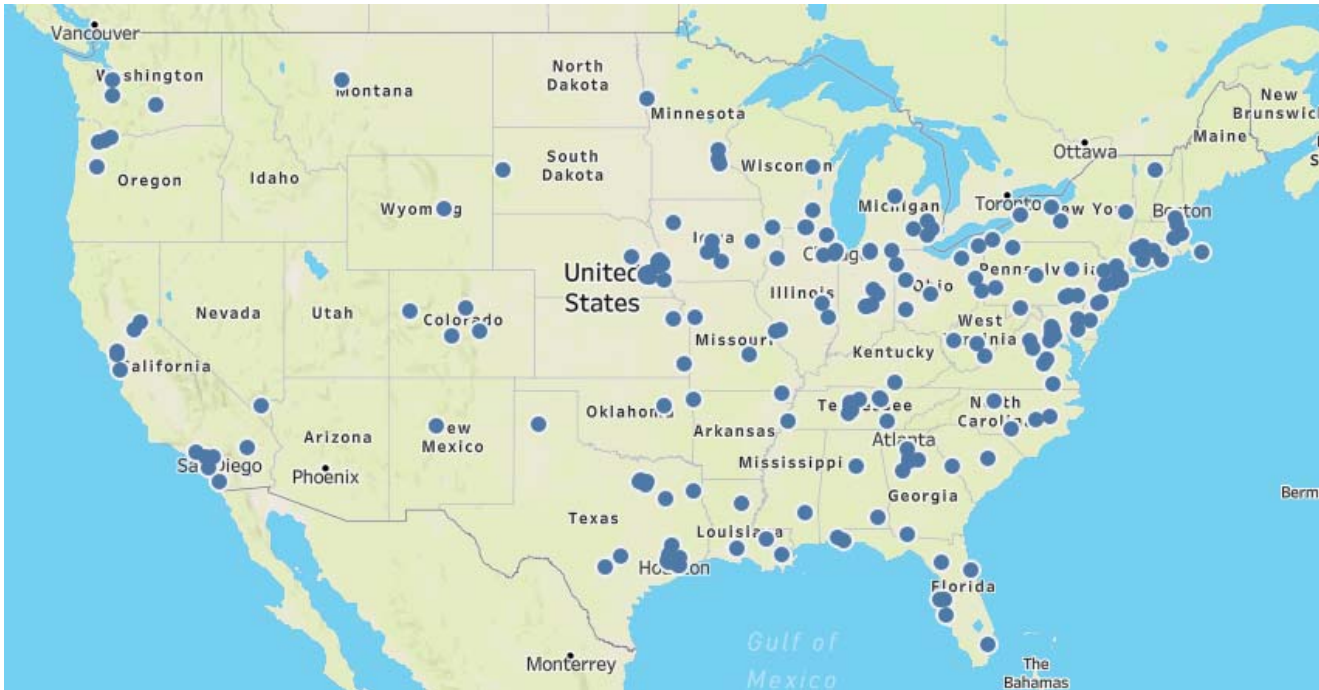 Vancouver
Washington
Montana
North
Dakota
Minnesota
New
Brunswick
Maine
Ottawa
Oregon
Idaho
South
Dakota
Wisconsin
Wyoming
Michigan
Toronto
New York
Boston
Iowa
Chicago
United
States
Nevada
Utah
Colorado
Illinois
Ohio
Pennsylvania
California
Missouri
West
Virginia
Kentucky
Arizona
New
Mexico
Oklahoma
Arkansas
Tennessee
North
Carolina
Atlanta
San Diego
Phoenix
Mississippi
Georgia
Berm
Texas
Louisiana
Houston
Florida
Gulf of
Mexico
Monterrey
The
Bahamas